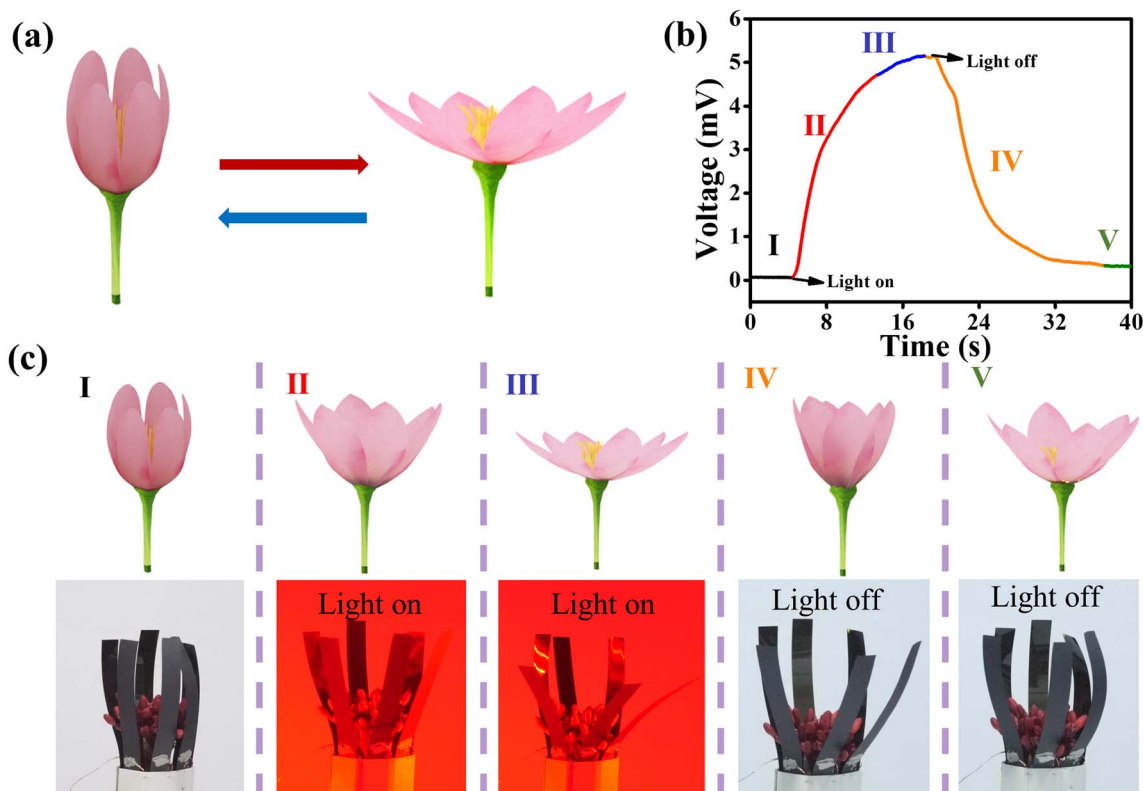 (a)
(b)
Voltage (mV)
6
5
4
3
2
1
0
I
II
III
IV
V
Light off
Light on
0
8
16
24
32
40
Time (s)
(c)
I
II
III
IV
V
Light on
Light on
Light off
Light off